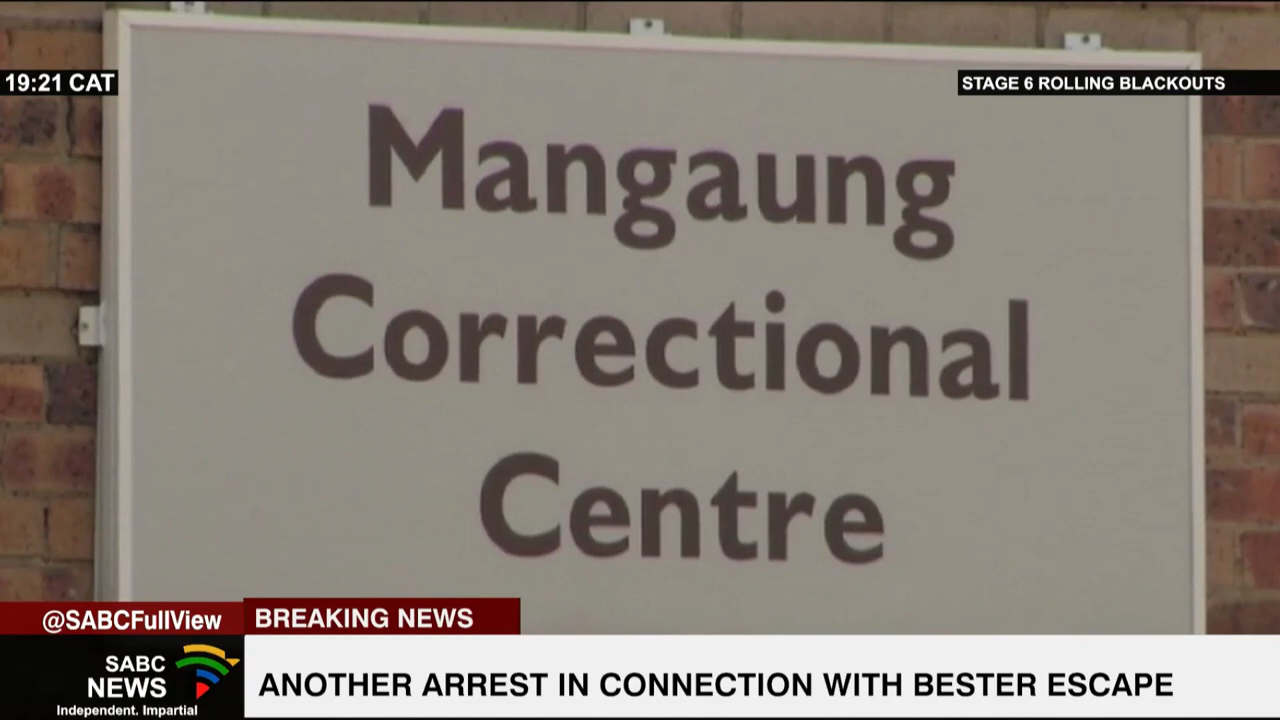 19:21 CAT
STAGE 6 ROLLING BLACKOUTS
Mangaung
Correctional
Centre
@SABCFullView
BREAKING NEWS
SABC
NEWS
Independent. Impartial
ANOTHER ARREST IN CONNECTION WITH BESTER ESCAPE